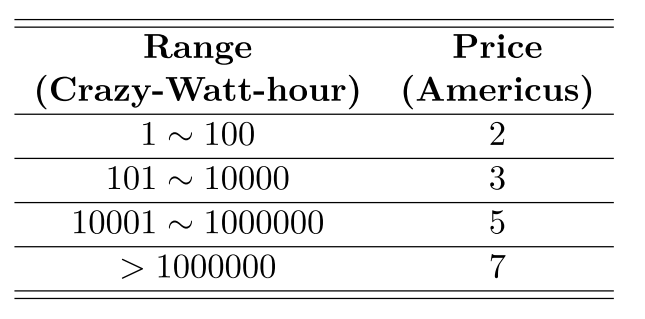 Range Price
(Crazy-Watt-hour) (Americus)
1 ∼ 100 2
101 ∼ 10000 3
10001 ∼ 1000000 5
> 1000000 7